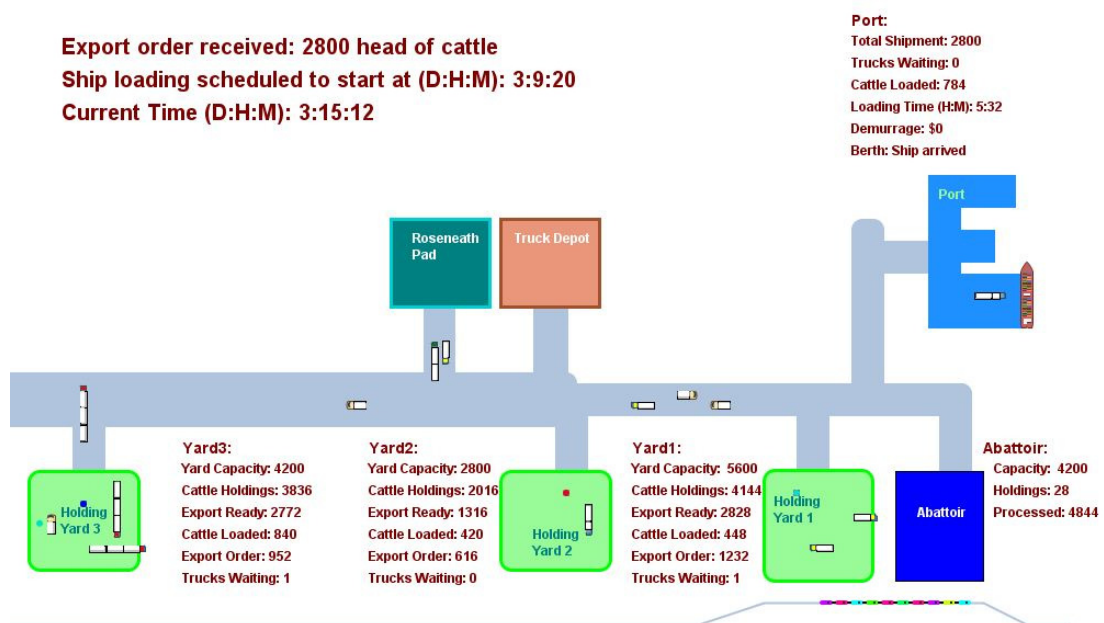 Export order received: 2800 head of cattle
Ship loading scheduled to start at (D:H:M): 3:9:20
Current Time (D:H:M): 3:15:12
Port:
Total Shipment: 2800
Trucks Waiting: 0
Cattle Loaded: 784
Loading Time (H:M): 5:32
Demurrage: $0
Berth: Ship arrived
Port
Roseneath
Pad
Truck Depot
Holding
Yard 3
Yard3:
Yard Capacity: 4200
Cattle Holdings: 3836
Export Ready: 2772
Cattle Loaded: 840
Export Order: 952
Trucks Waiting: 1
Yard2:
Yard Capacity: 2800
Cattle Holdings: 2016
Export Ready: 1316
Cattle Loaded: 420
Export Order: 616
Trucks Waiting: 0
Holding
Yard 2
Yard1:
Yard Capacity: 5600
Cattle Holdings: 4144
Export Ready: 2828
Cattle Loaded: 448
Export Order: 1232
Trucks Waiting: 1
Holding
Yard 1
Abattoir
Abattoir:
Capacity: 4200
Holdings: 28
Processed: 4844